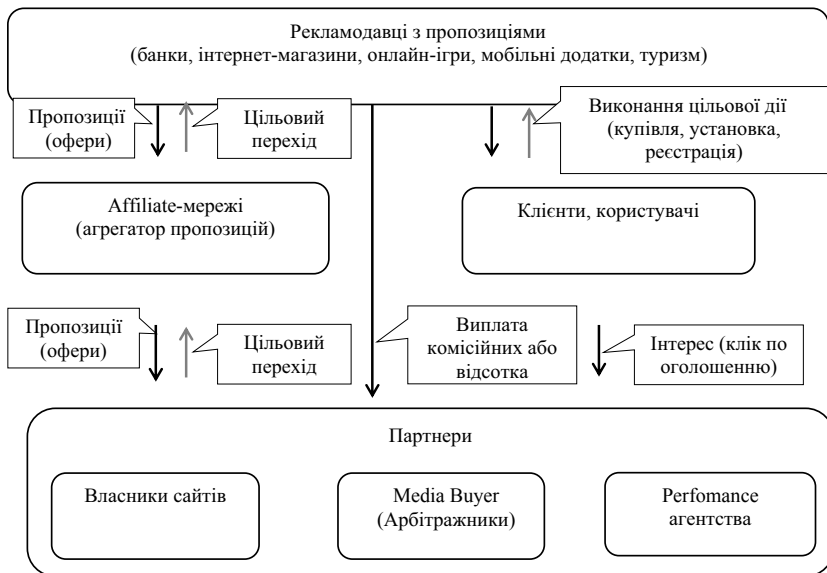 Рекламодавці з пропозиціями
(банки, інтернет-магазини, онлайн-ігри, мобільні додатки, туризм)
Пропозиції
(офери)
Цільовий
перехід
Виконання цільової дії
(купівля, установка,
реєстрація)
Affiliate-мережі
(агрегатор пропозицій)
Клієнти, користувачі
Пропозиції
(офери)
Цільовий
перехід
Виплата
комісійних або
відсотка
Інтерес (клік по
оголошенню)
Партнери
Власники сайтів
Media Buyer
(Арбітражники)
Perfomance
агентства